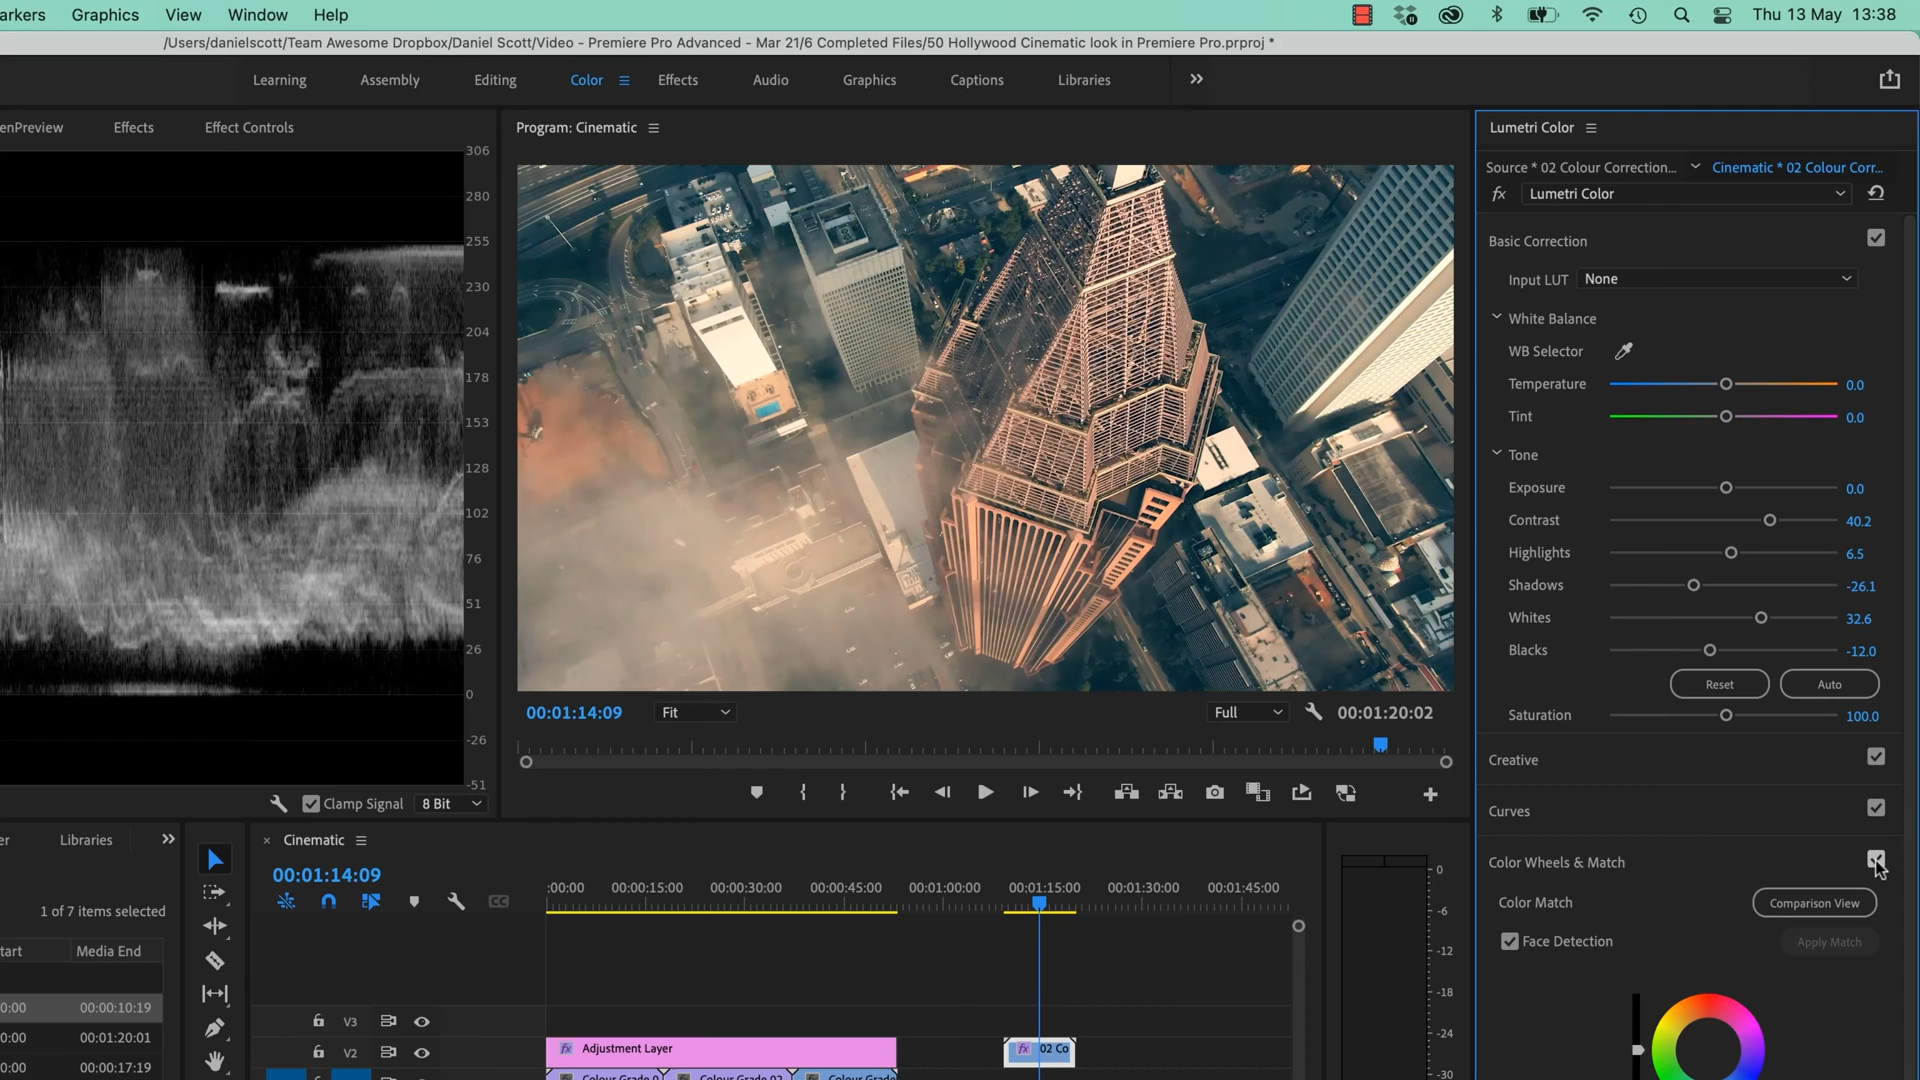 arkers Graphics View Window Help Thu 13 May 13:38
/Users/danielscott/Team Awesome Dropbox/Daniel Scott/Video - Premiere Pro Advanced - Mar 21/6 Completed Files/50 Hollywood Cinematic look in Premiere Pro.prproj *
Learning Assembly Editing Color Effects Audio Graphics Captions Libraries
enPreview Effects Effect Controls
Program: Cinematic
Lumetri Color
306
280
255
230
204
178
153
128
102
76
51
26
0
-26
-51
Clamp Signal 8 Bit
Source * 02 Colour Correction... Cinematic * 02 Colour Corr...
fx Lumetri Color
Basic Correction
Input LUT None
White Balance
WB Selector
Temperature 0.0
Tint 0.0
Tone
Exposure 0.0
Contrast 40.2
Highlights 6.5
Shadows -26.1
Whites 32.6
Blacks -12.0
Reset Auto
Saturation 100.0
Creative
Curves
Color Wheels & Match
Color Match Comparison View
Face Detection Apply Match
00:01:14:09 Fit Full 00:01:20:02
er Libraries
1 of 7 items selected
tart Media End
0:00 00:00:10:19
0:00 00:01:20:01
0:00 00:00:17:19
× Cinematic
00:01:14:09
:00:00 00:00:15:00 00:00:30:00 00:00:45:00 00:01:00:00 00:01:15:00 00:01:30:00 00:01:45:00
CC
V3
V2
fx Adjustment Layer
fx 02 Co
Colour Grade 0 Colour Grade 02 Colour Grade
0
-6
-12
-18
-24
-30